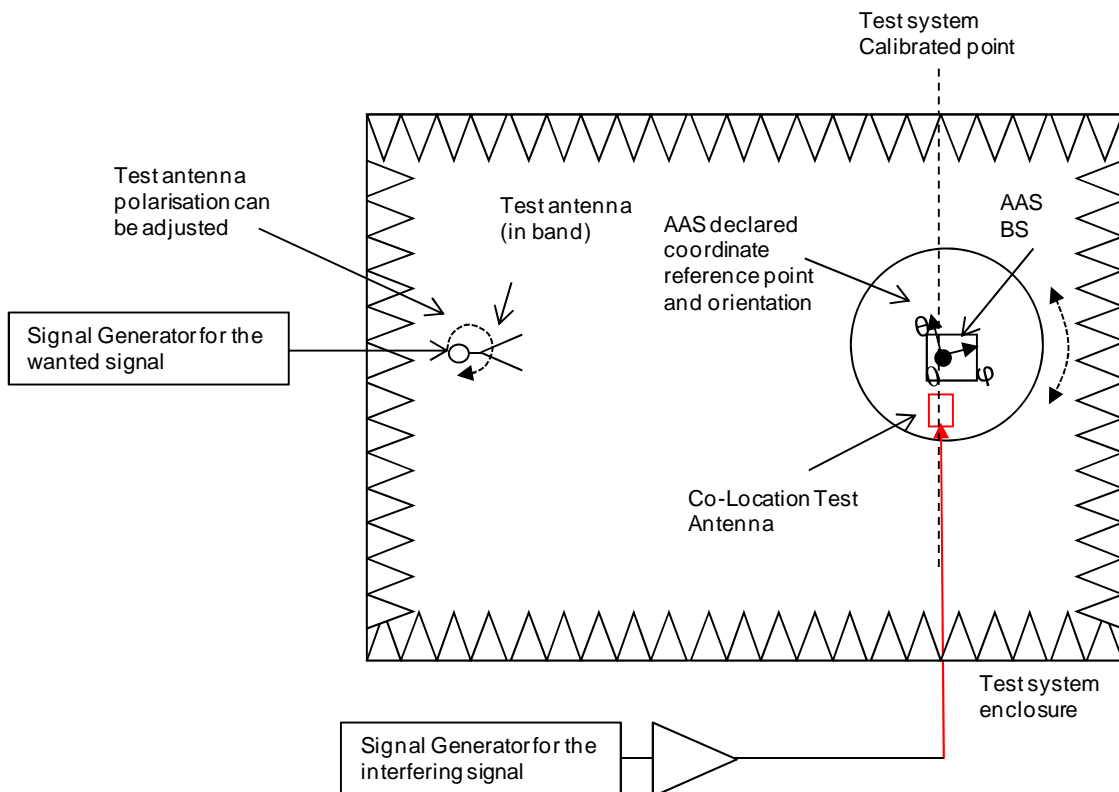 Test system
Calibrated point
Test antenna
polarisation can
be adjusted
Test antenna
(in band)
AAS declared
coordinate
reference point
and orientation
AAS
BS
Signal Generator for the
wanted signal
θ
0
φ
Co-Location Test
Antenna
Test system
enclosure
Signal Generator for the
interfering signal